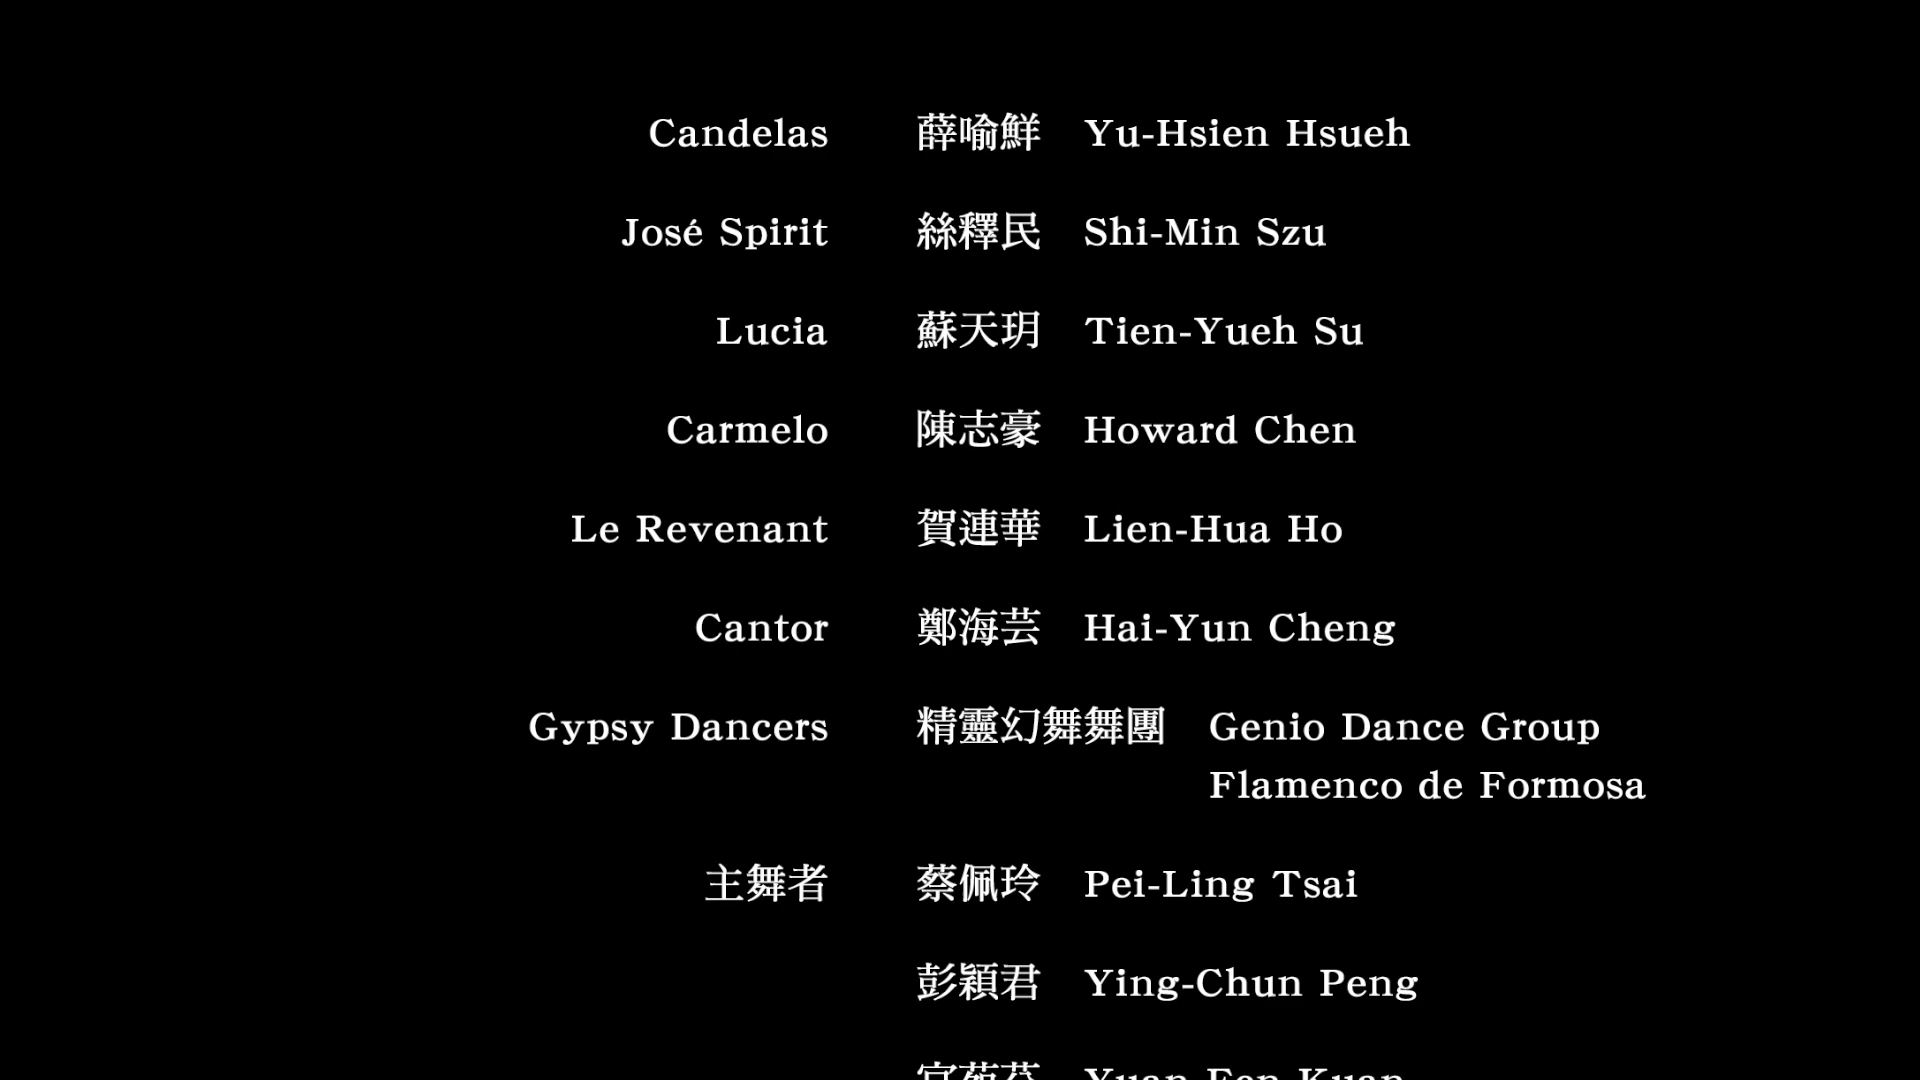 Candelas 薛喻鮮 Yu-Hsien Hsueh
José Spirit 絲釋民 Shi-Min Szu
Lucia 蘇天玥 Tien-Yueh Su
Carmelo 陳志豪 Howard Chen
Le Revenant 賀連華 Lien-Hua Ho
Cantor 鄭海芸 Hai-Yun Cheng
Gypsy Dancers 精靈幻舞舞團 Genio Dance Group
Flamenco de Formosa
主舞者 蔡佩玲 Pei-Ling Tsai
彭穎君 Ying-Chun Peng
Yuan-Fen Kuan